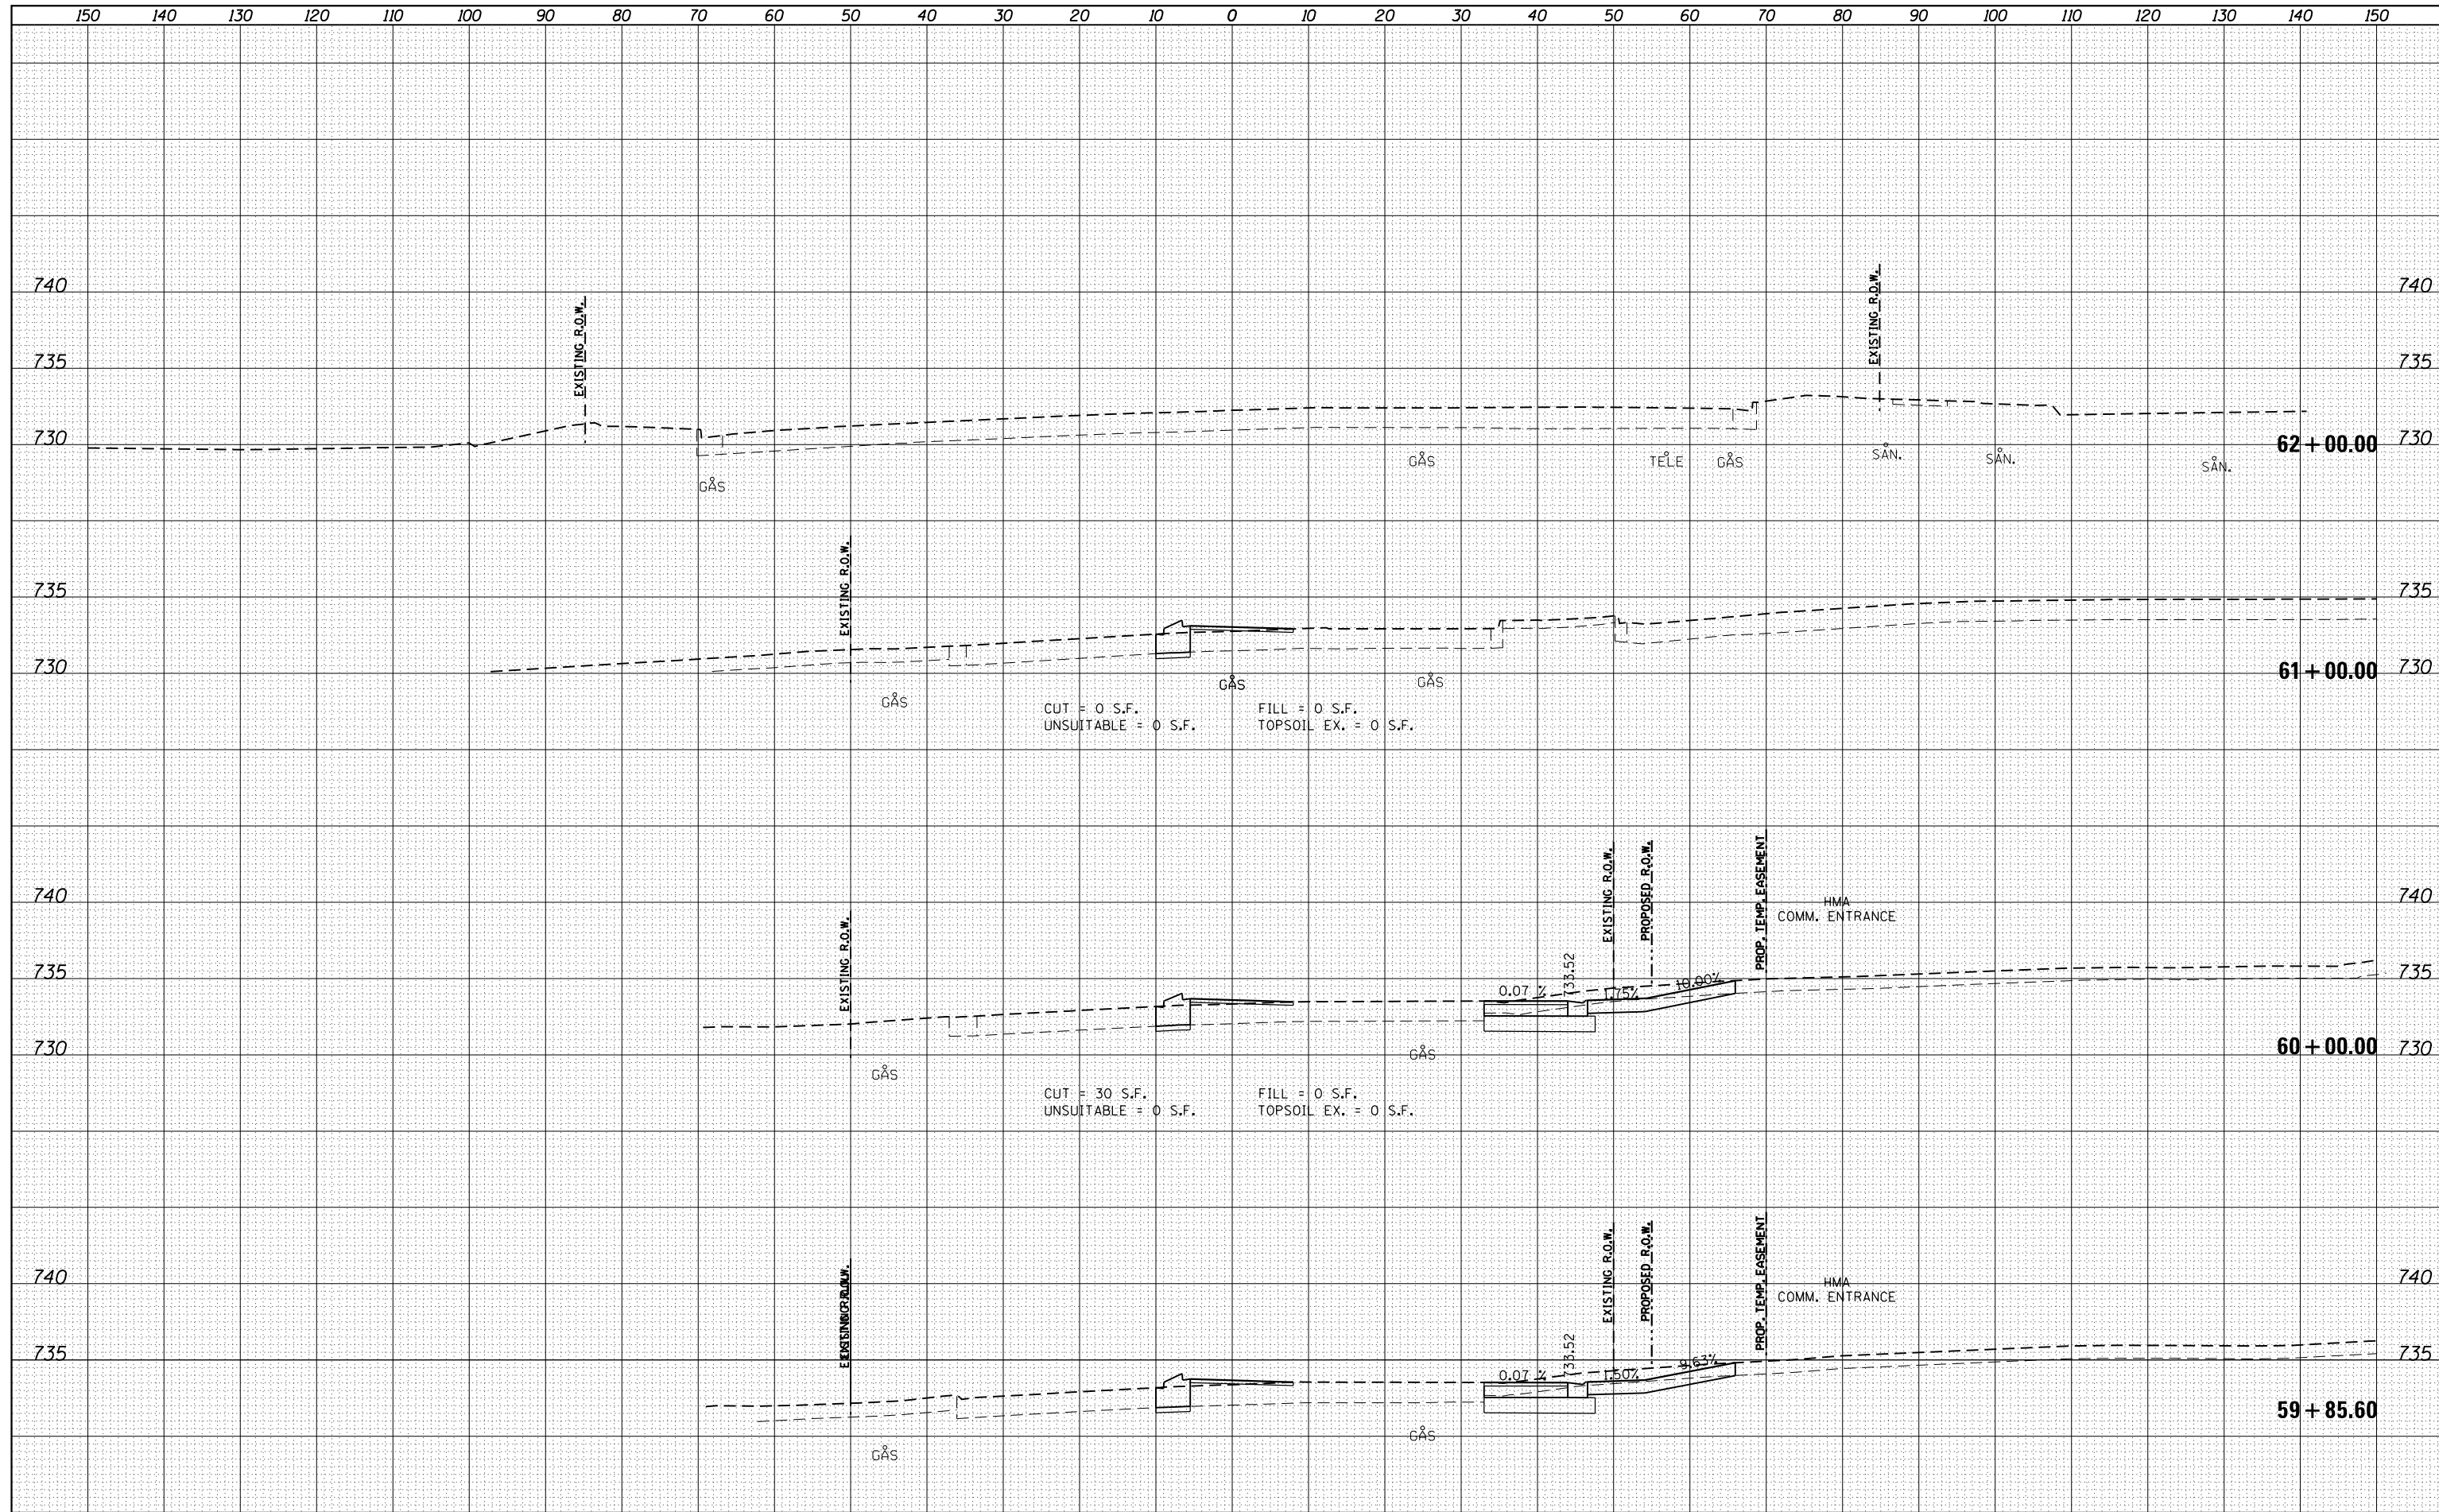 150 140 130 120 110 100 90 80 70 60 50 40 30 20 10 0 10 20 30 40 50 60 70 80 90 100 110 120 130 140 150
EXISTING R.O.W.
EXISTING R.O.W.
740 740
735 735
730 62+00.00 730
GAS
GAS
TELE
GAS
SAN.
SAN.
SAN.
EXISTING R.O.W.
735 735
730 61+00.00 730
GAS
GAS
GAS
CUT = 0 S.F. FILL = 0 S.F.
UNSUITABLE = 0 S.F. TOPSOIL EX. = 0 S.F.
EXISTING R.O.W.
EXISTING R.O.W.
PROPOSED R.O.W.
PROP. TEMP. EASEMENT
740 740
HMA
COMM. ENTRANCE
735 735
733.52
0.07 %
1.75%
10.00%
730 60+00.00 730
GAS
GAS
CUT = 30 S.F. FILL = 0 S.F.
UNSUITABLE = 0 S.F. TOPSOIL EX. = 0 S.F.
EXISTING R.O.W.
EXISTING R.O.W.
PROPOSED R.O.W.
PROP. TEMP. EASEMENT
740 740
HMA
COMM. ENTRANCE
735 735
733.52
0.07 %
1.50%
9.63%
59+85.60
GAS
GAS